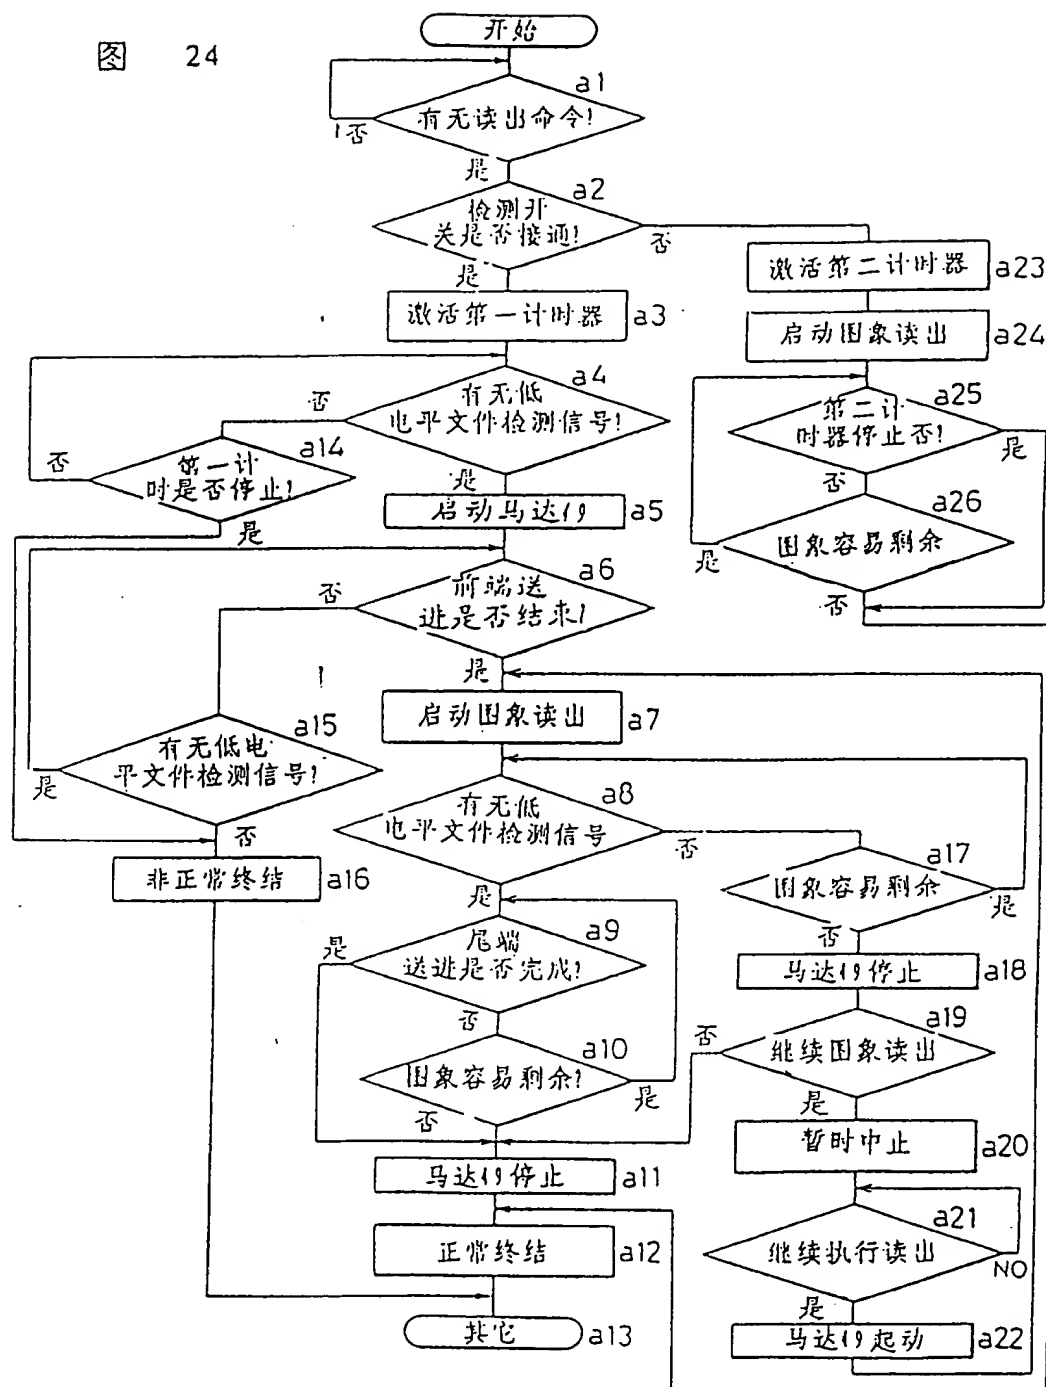 图 24
开始
a1
有无读出命令!
否
是
a2
检测开
关是否接通!
否
是
激活第一计时器
a3
激活第二计时器
a23
启动图象读出
a24
a4
有无低
电平文件检测信号!
否
是
a14
第一计
时是否停止!
否
是
启动马达19
a5
a25
第二计
时器停止否!
是
否
a26
图象容易剩余
是
否
a6
前端送
进是否结束!
否
是
启动图象读出
a7
a15
有无低电
平文件检测信号!
是
否
非正常终结
a16
a8
有无低
电平文件检测信号
否
是
a17
图象容易剩余
是
否
a9
尾端
送进是否完成!
是
否
马达19停止
a18
a19
继续图象读出
否
是
a10
图象容易剩余?
是
否
暂时中止
a20
马达19停止
a11
a21
继续执行读出
NO
是
正常终结
a12
马达19起动
a22
其它
a13